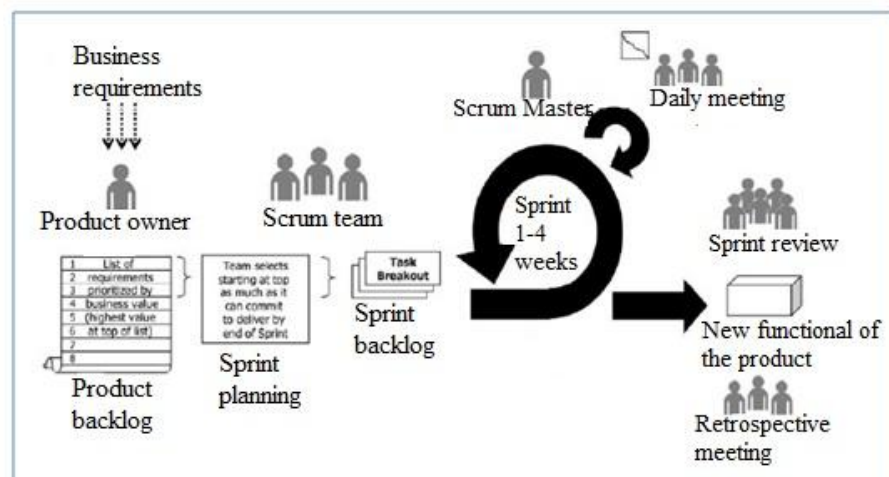 Business
requirements
Product owner
1 List of
2 requirements
3 prioritized by
4 business value
5 (highest value
6 at top of list)
7
8
Product
backlog
Scrum team
Team selects
starting at top
as much as it
can commit
to deliver by
end of Sprint
Sprint
planning
Task
Breakout
Sprint
backlog
Scrum Master
Daily meeting
Sprint
1-4
weeks
Sprint review
New functional of
the product
Retrospective
meeting